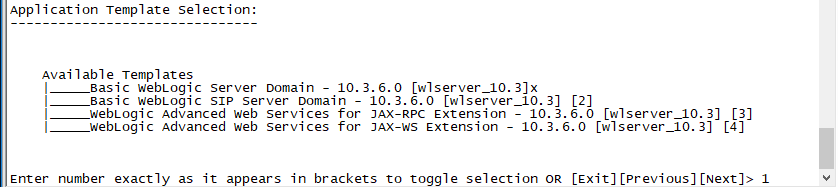 Application Template Selection:
-------------------------------
Available Templates
|_____Basic WebLogic Server Domain - 10.3.6.0 [wlserver_10.3]x
|_____Basic WebLogic SIP Server Domain - 10.3.6.0 [wlserver_10.3] [2]
|_____WebLogic Advanced Web Services for JAX-RPC Extension - 10.3.6.0 [wlserver_10.3] [3]
|_____WebLogic Advanced Web Services for JAX-WS Extension - 10.3.6.0 [wlserver_10.3] [4]
Enter number exactly as it appears in brackets to toggle selection OR [Exit][Previous][Next]> 1